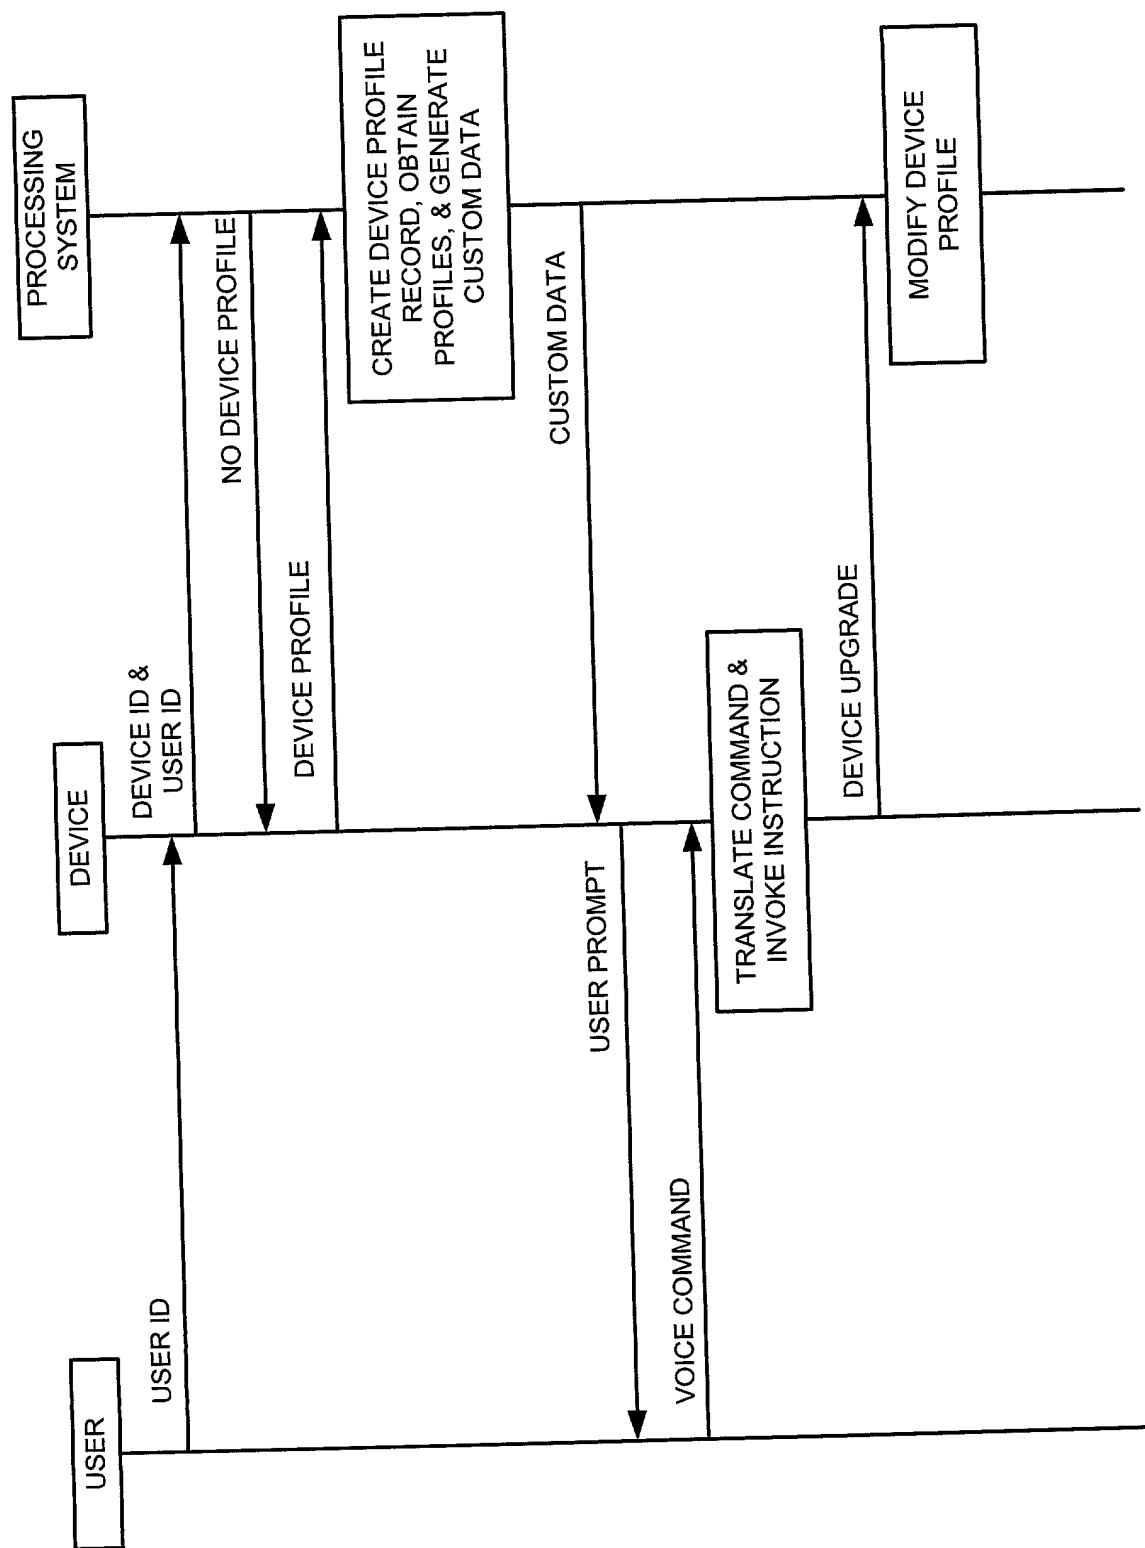 USER
DEVICE
PROCESSING
SYSTEM
USER ID
DEVICE ID &
USER ID
NO DEVICE PROFILE
DEVICE PROFILE
CREATE DEVICE PROFILE
RECORD, OBTAIN
PROFILES, & GENERATE
CUSTOM DATA
CUSTOM DATA
USER PROMPT
VOICE COMMAND
TRANSLATE COMMAND &
INVOKE INSTRUCTION
DEVICE UPGRADE
MODIFY DEVICE
PROFILE